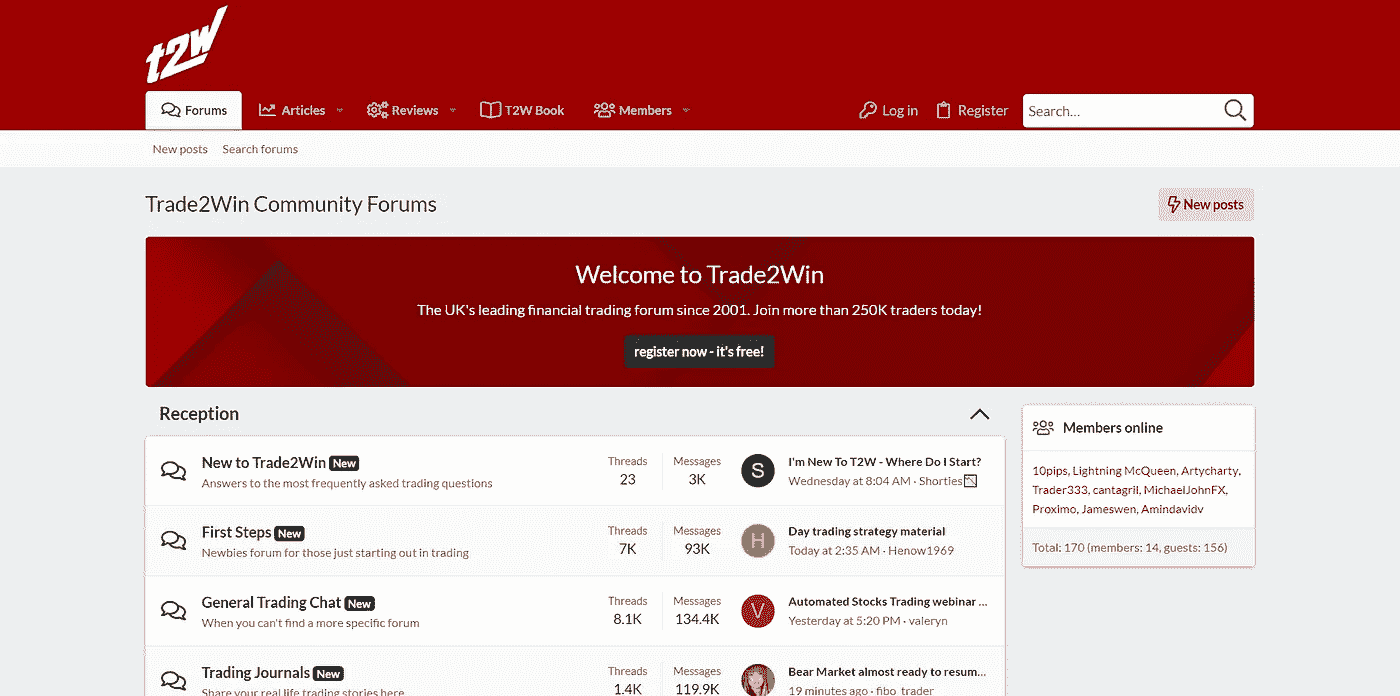 t2w
Forums
Articles
Reviews
T2W Book
Members
Log in
Register
Search...
New posts
Search forums
Trade2Win Community Forums
New posts
Welcome to Trade2Win
The UK's leading financial trading forum since 2001. Join more than 250K traders today!
register now - it's free!
Reception
New to Trade2Win New
Answers to the most frequently asked trading questions
Threads
23
Messages
3K
S
I'm New To T2W - Where Do I Start?
Wednesday at 8:04 AM · Shorties
First Steps New
Newbies forum for those just starting out in trading
Threads
7K
Messages
93K
H
Day trading strategy material
Today at 2:35 AM · Henow1969
General Trading Chat New
When you can't find a more specific forum
Threads
8.1K
Messages
134.4K
V
Automated Stocks Trading webinar ...
Yesterday at 5:20 PM · valeryn
Trading Journals New
Share your real life trading stories here
Threads
1.4K
Messages
119.9K
Bear Market almost ready to resum...
19 minutes ago · fibo_trader
Members online
10pips, Lightning McQueen, Artycharty,
Trader333, cantagril, MichaelJohnFX,
Proximo, Jameswen, Amindavidv
Total: 170 (members: 14, guests: 156)